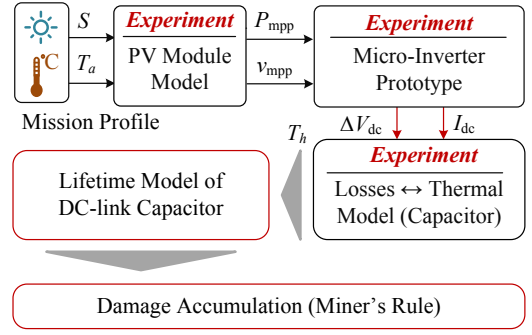 S
T_a
°C
Mission Profile
Experiment
PV Module
Model
P_mpp
v_mpp
Experiment
Micro-Inverter
Prototype
ΔV_dc
I_dc
Experiment
Losses ↔ Thermal
Model (Capacitor)
T_h
Lifetime Model of
DC-link Capacitor
Damage Accumulation (Miner's Rule)